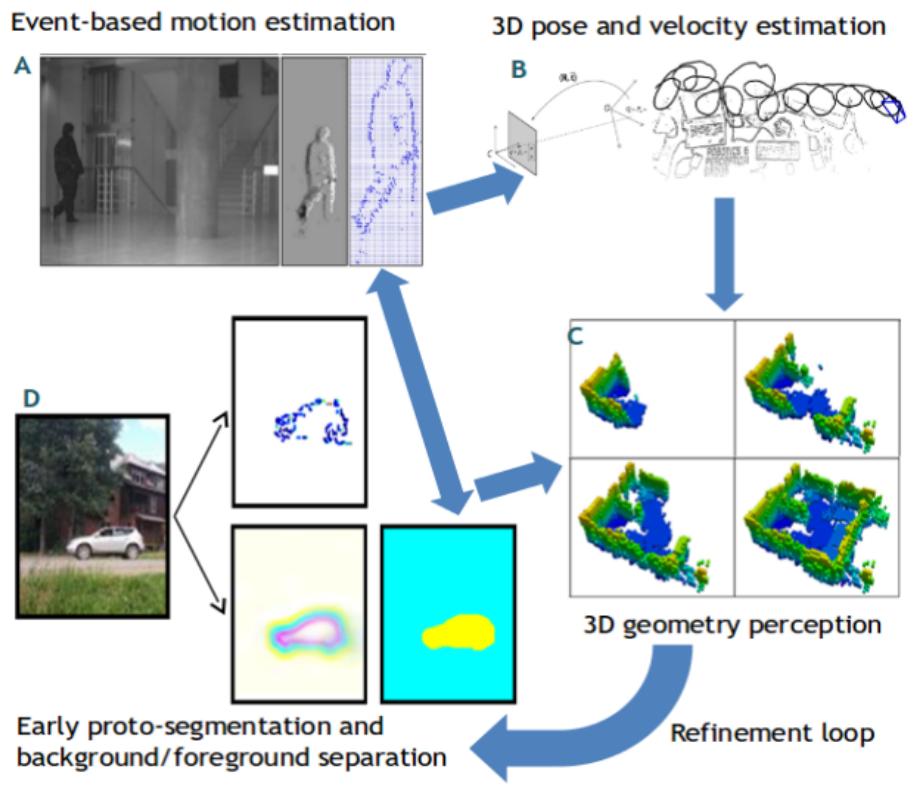 Event-based motion estimation
3D pose and velocity estimation
A
B
C
D
3D geometry perception
Early proto-segmentation and
background/foreground separation
Refinement loop